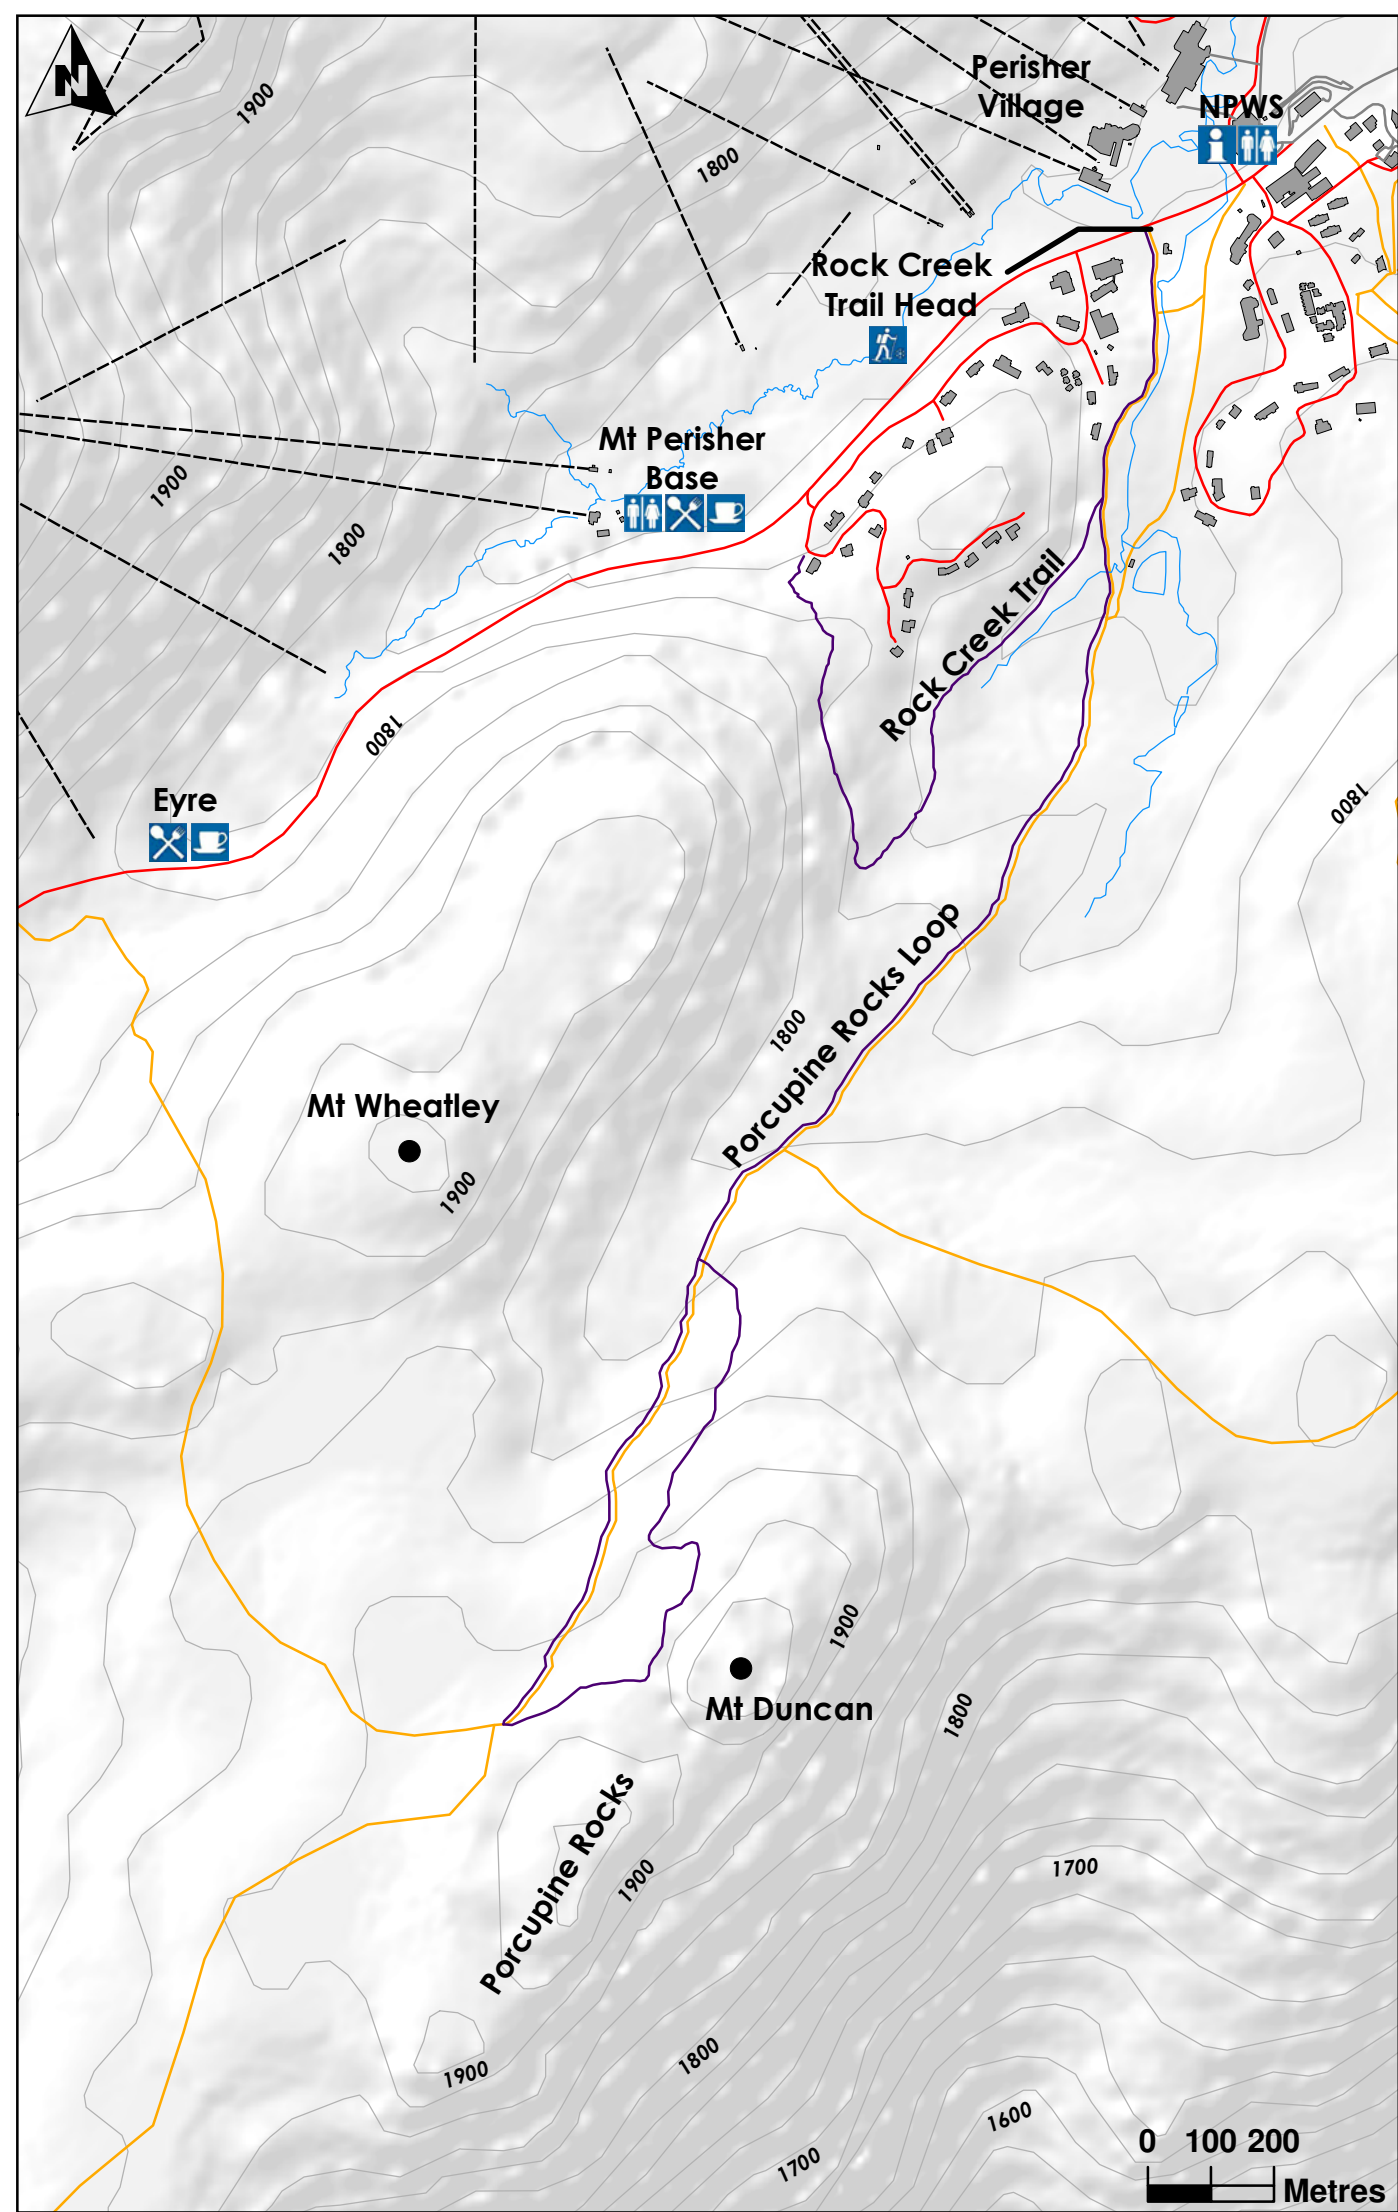 N
1900
Perisher
Village
NPWS
1800
Rock Creek
Trail Head
Mt Perisher
Base
1900
1800
Rock Creek Trail
1800
Eyre
1800
Porcupine Rocks Loop
1800
Mt Wheatley
1900
1900
Mt Duncan
1800
Porcupine Rocks
1900
1700
1800
1900
1600
1700
0 100 200
Metres